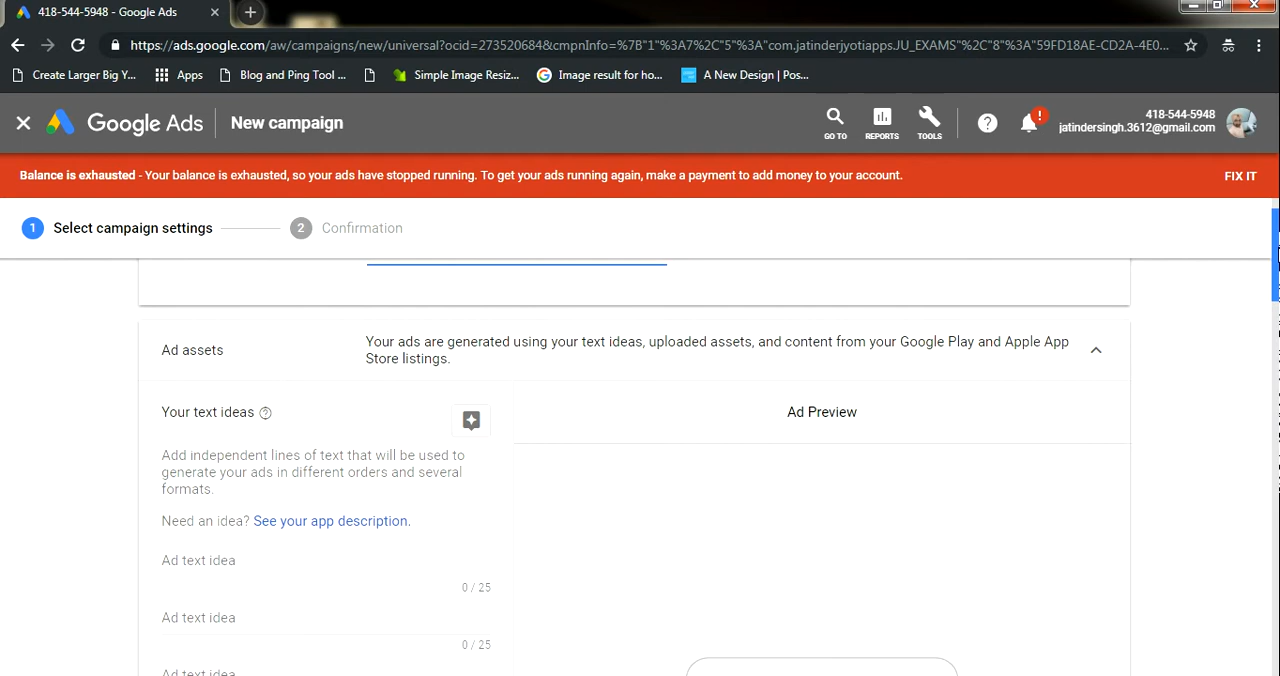 418-544-5948 - Google Ads
https://ads.google.com/aw/campaigns/new/universal?ocid=273520684&cmpnInfo=%7B"1"%3A7%2C"5"%3A"com.jatinderjyotiapps.JU_EXAMS"%2C"8"%3A"59FD18AE-CD2A-4E0...
Create Larger Big Y...
Apps
Blog and Ping Tool ...
Simple Image Resiz...
Image result for ho...
A New Design | Pos...
Google Ads
New campaign
GO TO
REPORTS
TOOLS
418-544-5948
jatindersingh.3612@gmail.com
Balance is exhausted - Your balance is exhausted, so your ads have stopped running. To get your ads running again, make a payment to add money to your account.
FIX IT
1 Select campaign settings
2 Confirmation
Ad assets
Your ads are generated using your text ideas, uploaded assets, and content from your Google Play and Apple App
Store listings.
Your text ideas
Ad Preview
Add independent lines of text that will be used to
generate your ads in different orders and several
formats.
Need an idea? See your app description.
Ad text idea
0 / 25
Ad text idea
0 / 25
Ad text idea